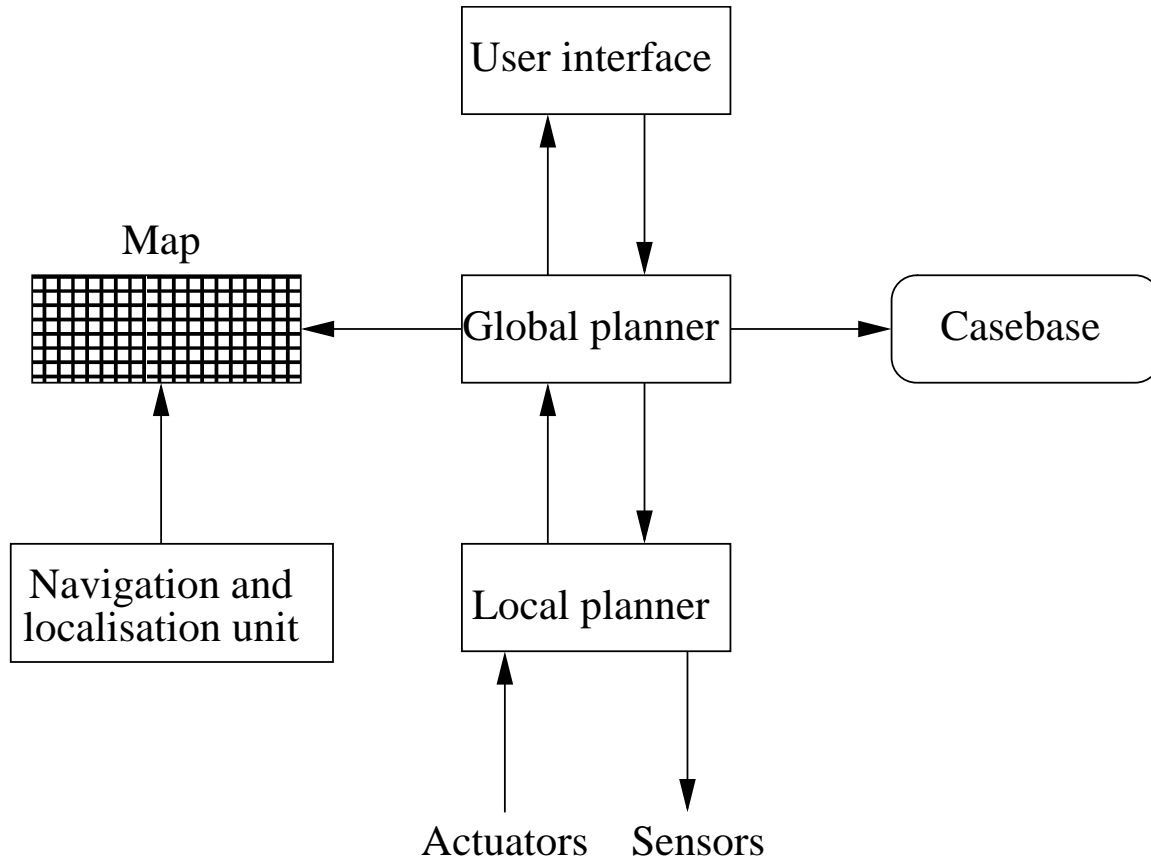 User interface
Map
Global planner
Casebase
Navigation and
localisation unit
Local planner
Actuators
Sensors